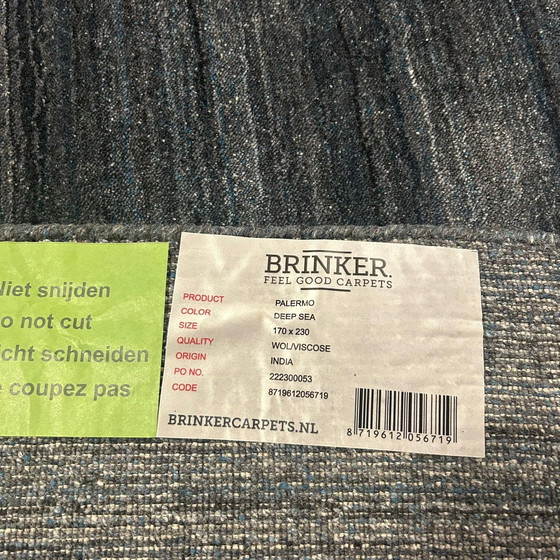 Niet snijden
o not cut
icht schneiden
e coupez pas
BRINKER.
FEEL GOOD CARPETS
PRODUCT PALERMO
COLOR DEEP SEA
SIZE 170 x 230
QUALITY WOL/VISCOSE
ORIGIN INDIA
PO NO. 222300053
CODE 8719612056719
BRINKERCARPETS.NL
8 719612 056719